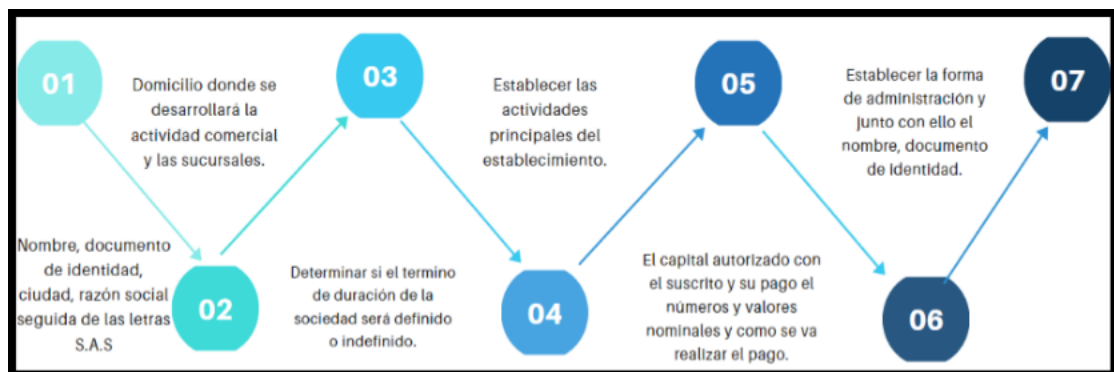 01
Nombre, documento
de identidad,
ciudad, razón social
seguida de las letras
S.A.S
02
Domicilio donde se
desarrollará la
actividad comercial
y las sucursales.
03
Determinar si el termino
de duración de la
sociedad será definido
o indefinido.
04
Establecer las
actividades
principales del
establecimiento.
05
El capital autorizado con
el suscrito y su pago el
números y valores
nominales y como se va
realizar el pago.
06
Establecer la forma
de administración y
junto con ello el
nombre, documento
de identidad.
07